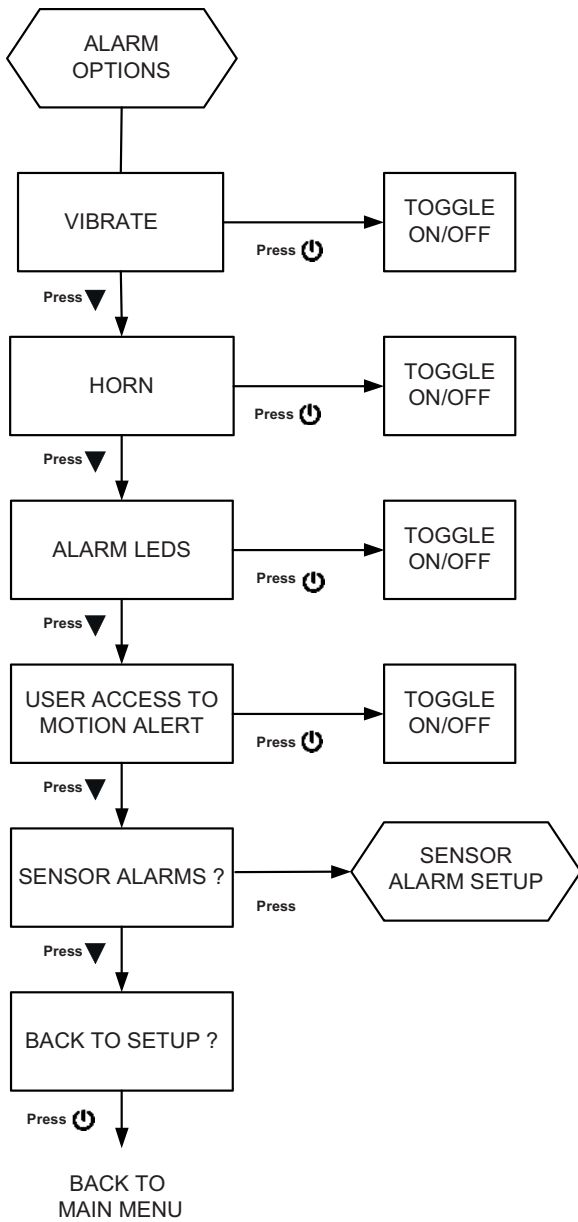 ALARM
OPTIONS
VIBRATE
Press
TOGGLE
ON/OFF
Press
HORN
Press
TOGGLE
ON/OFF
Press
ALARM LEDS
Press
TOGGLE
ON/OFF
Press
USER ACCESS TO
MOTION ALERT
Press
TOGGLE
ON/OFF
Press
SENSOR ALARMS ?
Press
SENSOR
ALARM SETUP
Press
BACK TO SETUP ?
Press
BACK TO
MAIN MENU